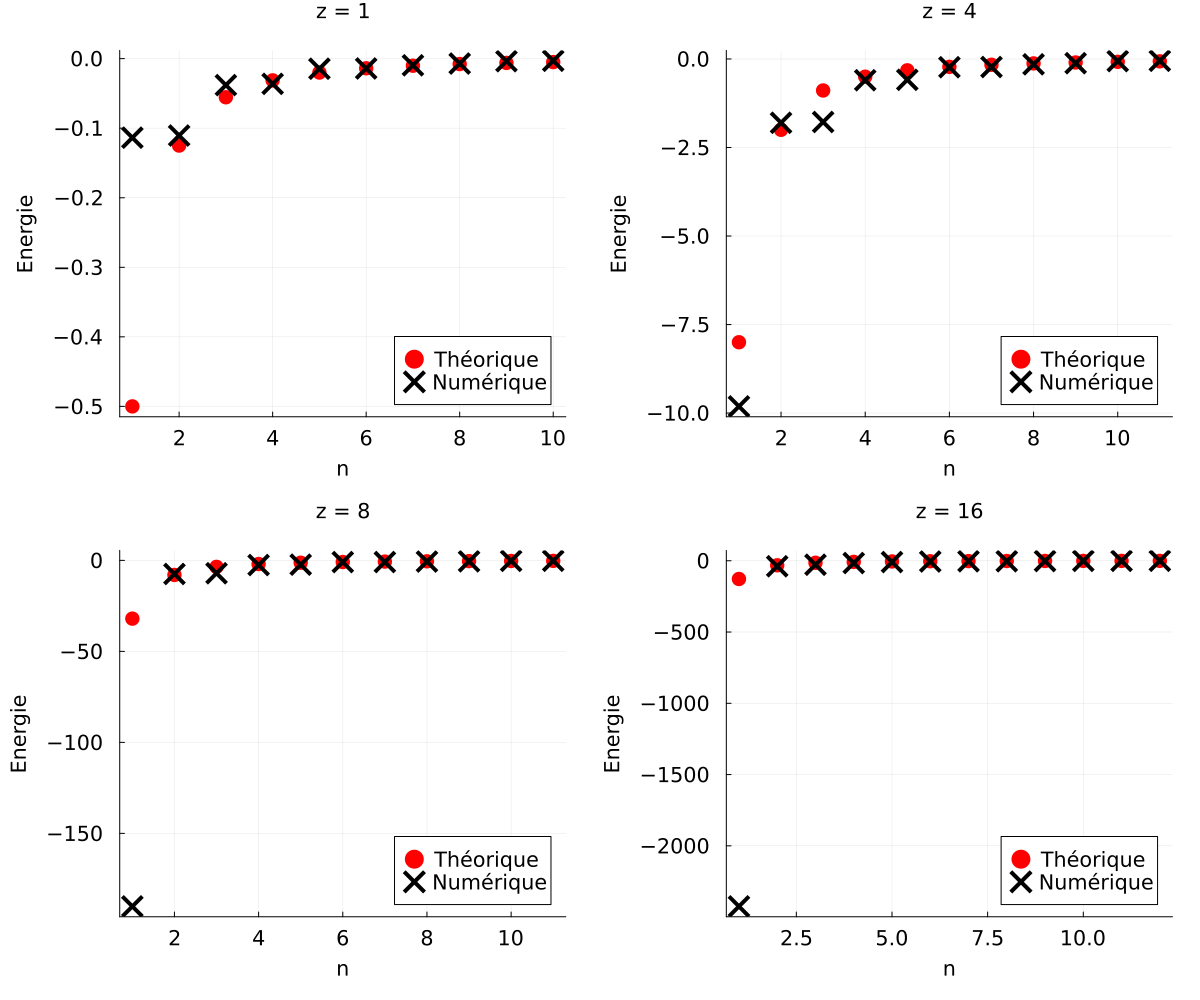 z = 1
0.0
−0.1
−0.2
−0.3
−0.4
−0.5
Energie
2
4
6
8
10
n
Théorique
Numérique
z = 4
0.0
−2.5
−5.0
−7.5
−10.0
Energie
2
4
6
8
10
n
Théorique
Numérique
z = 8
0
−50
−100
−150
Energie
2
4
6
8
10
n
Théorique
Numérique
z = 16
0
−500
−1000
−1500
−2000
Energie
2.5
5.0
7.5
10.0
n
Théorique
Numérique